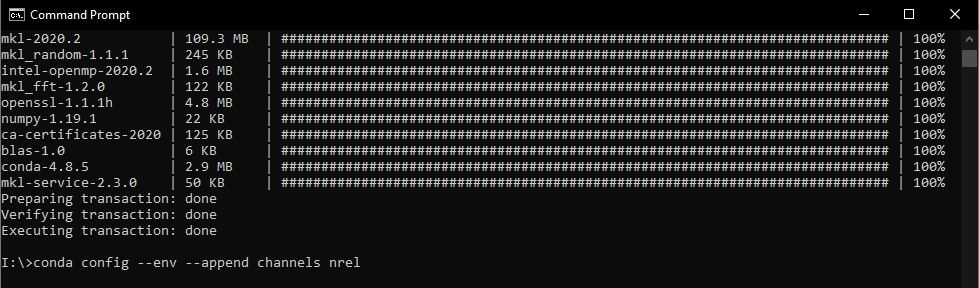 Command Prompt
mkl-2020.2 | 109.3 MB | ############################################################################ | 100%
mkl_random-1.1.1 | 245 KB | ############################################################################ | 100%
intel-openmp-2020.2 | 1.6 MB | ############################################################################ | 100%
mkl_fft-1.2.0 | 122 KB | ############################################################################ | 100%
openssl-1.1.1h | 4.8 MB | ############################################################################ | 100%
numpy-1.19.1 | 22 KB | ############################################################################ | 100%
ca-certificates-2020 | 125 KB | ############################################################################ | 100%
blas-1.0 | 6 KB | ############################################################################ | 100%
conda-4.8.5 | 2.9 MB | ############################################################################ | 100%
mkl-service-2.3.0 | 50 KB | ############################################################################ | 100%
Preparing transaction: done
Verifying transaction: done
Executing transaction: done
I:\>conda config --env --append channels nrel